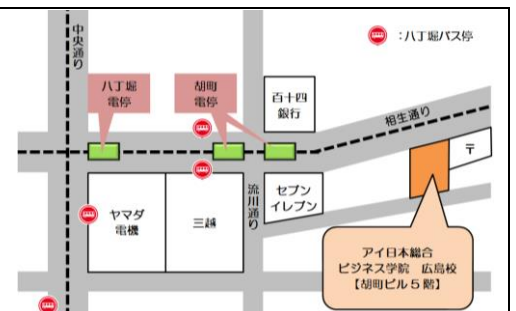 中央通り
：八丁堀バス停
八丁堀
電停
胡町
電停
百十四
銀行
相生通り
〒
ヤマダ
電機
三越
流川通り
セブン
イレブン
アイ日本総合
ビジネス学院　広島校
【胡町ビル５階】